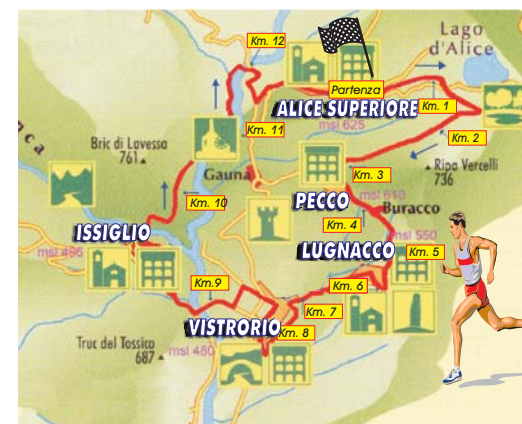 Km. 12
Lago
d'Alice
Partenza
Km. 1
ALICE SUPERIORE
msl 625
Km. 2
Km. 11
Bric di Lavessa
761
Gauna
Km. 3
Ripa Vercelli
736
msl 610
PECCO
Km. 10
Buracco
Km. 4
ISSIGLIO
LUGNACCO
msl 550
msl 495
Km. 5
Km.9
Km. 6
Km. 7
VISTRORIO
Km. 8
Truc del Tossico
687
msl 480